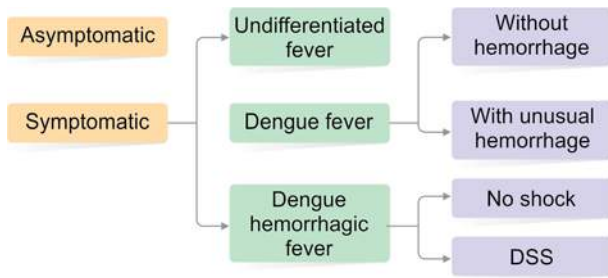 Asymptomatic
Symptomatic
Undifferentiated
fever
Dengue fever
Dengue
hemorrhagic
fever
Without
hemorrhage
With unusual
hemorrhage
No shock
DSS